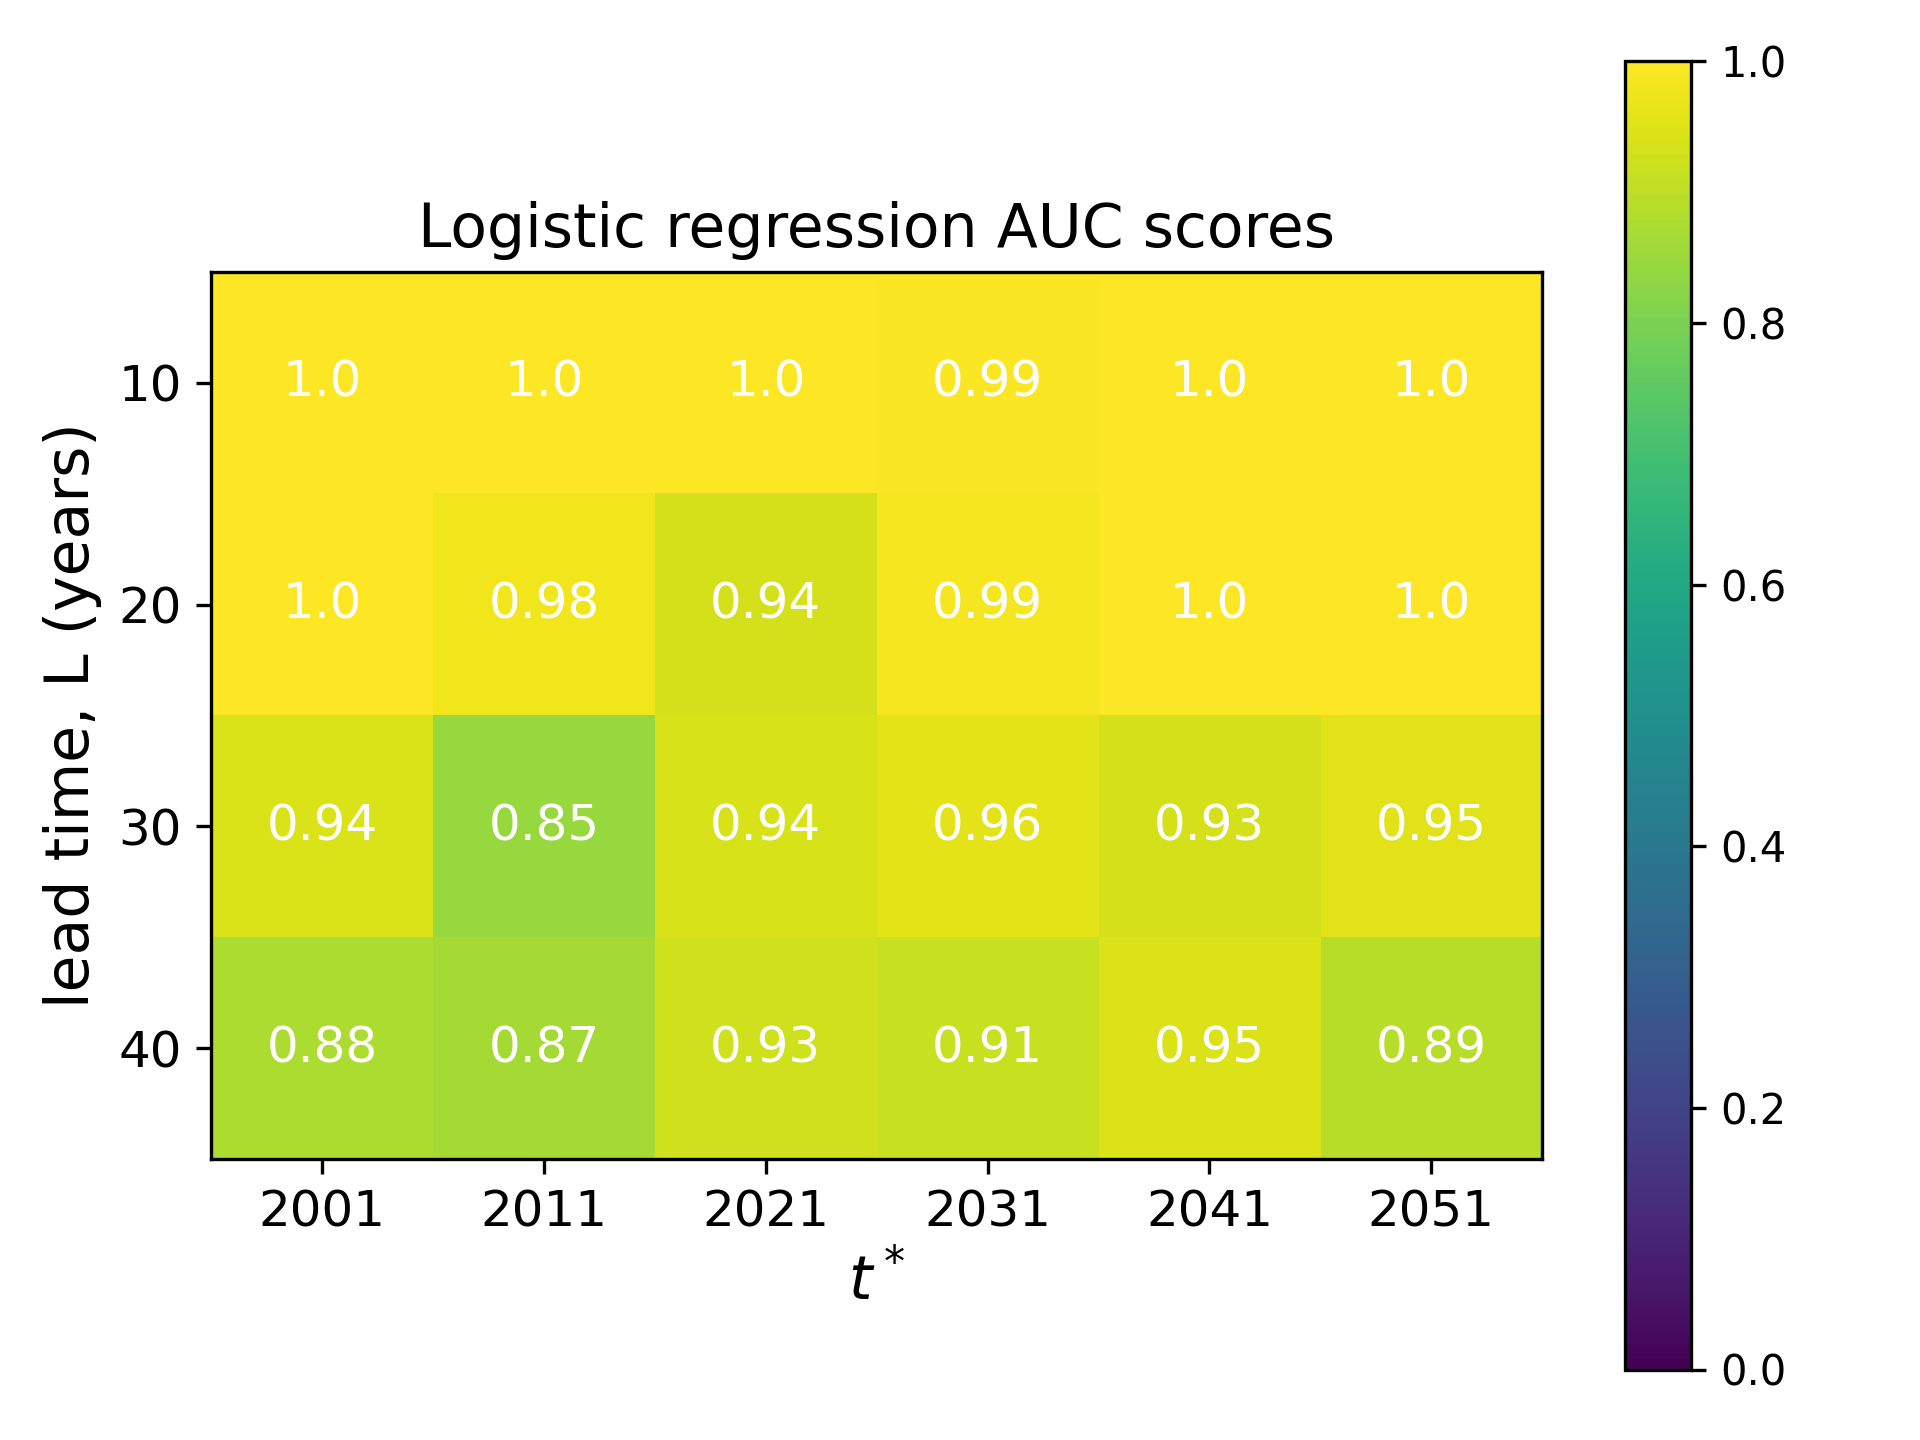 Logistic regression AUC scores
lead time, L (years)
10 1.0 1.0 1.0 0.99 1.0 1.0
20 1.0 0.98 0.94 0.99 1.0 1.0
30 0.94 0.85 0.94 0.96 0.93 0.95
40 0.88 0.87 0.93 0.91 0.95 0.89
2001 2011 2021 2031 2041 2051
t*
1.0
0.8
0.6
0.4
0.2
0.0